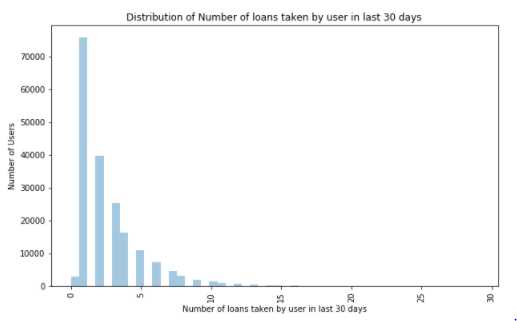 Distribution of Number of loans taken by user in last 30 days
Number of Users
70000
60000
50000
40000
30000
20000
10000
0
0 5 10 15 20 25 30
Number of loans taken by user in last 30 days
.